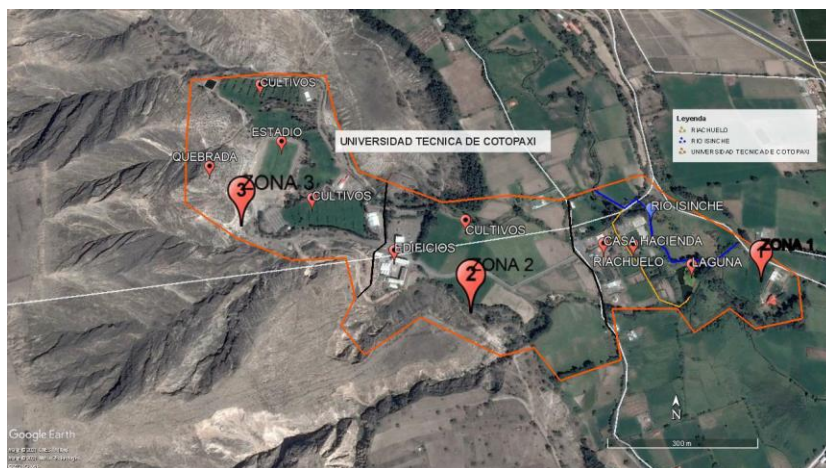 CULTIVOS
ESTADIO
UNIVERSIDAD TECNICA DE COTOPAXI
QUEBRADA
3
ZONA 3
CULTIVOS
Leyenda
RIACHUELO
RIO ISINCHE
UNIVERSIDAD TECNICA DE COTOPAXI
RIO ISINCHE
CULTIVOS
EDIFICIOS
CASA HACIENDA
RIACHUELO
LAGUNA
1
ZONA 1
2
ZONA 2
N
Google Earth
300 m